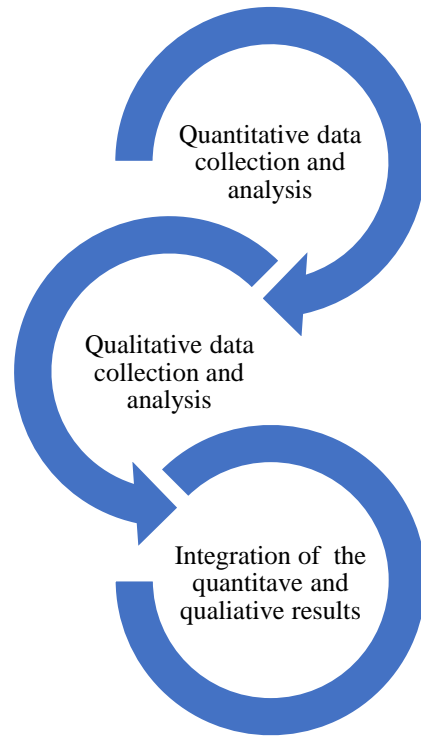 Quantitative data
collection and
analysis
Qualitative data
collection and
analysis
Integration of the
quantitave and
qualiative results